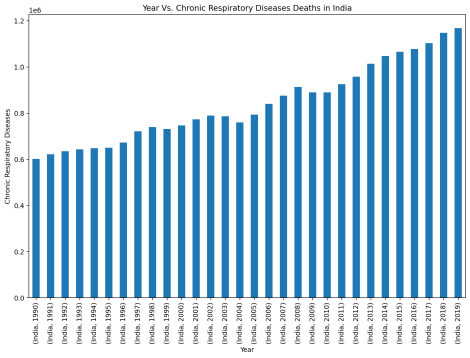 Year Vs. Chronic Respiratory Diseases Deaths in India
1e6
1.2
1.0
0.8
0.6
0.4
0.2
0.0
Chronic Respiratory Diseases
(India, 1990)
(India, 1991)
(India, 1992)
(India, 1993)
(India, 1994)
(India, 1995)
(India, 1996)
(India, 1997)
(India, 1998)
(India, 1999)
(India, 2000)
(India, 2001)
(India, 2002)
(India, 2003)
(India, 2004)
(India, 2005)
(India, 2006)
(India, 2007)
(India, 2008)
(India, 2009)
(India, 2010)
(India, 2011)
(India, 2012)
(India, 2013)
(India, 2014)
(India, 2015)
(India, 2016)
(India, 2017)
(India, 2018)
(India, 2019)
Year